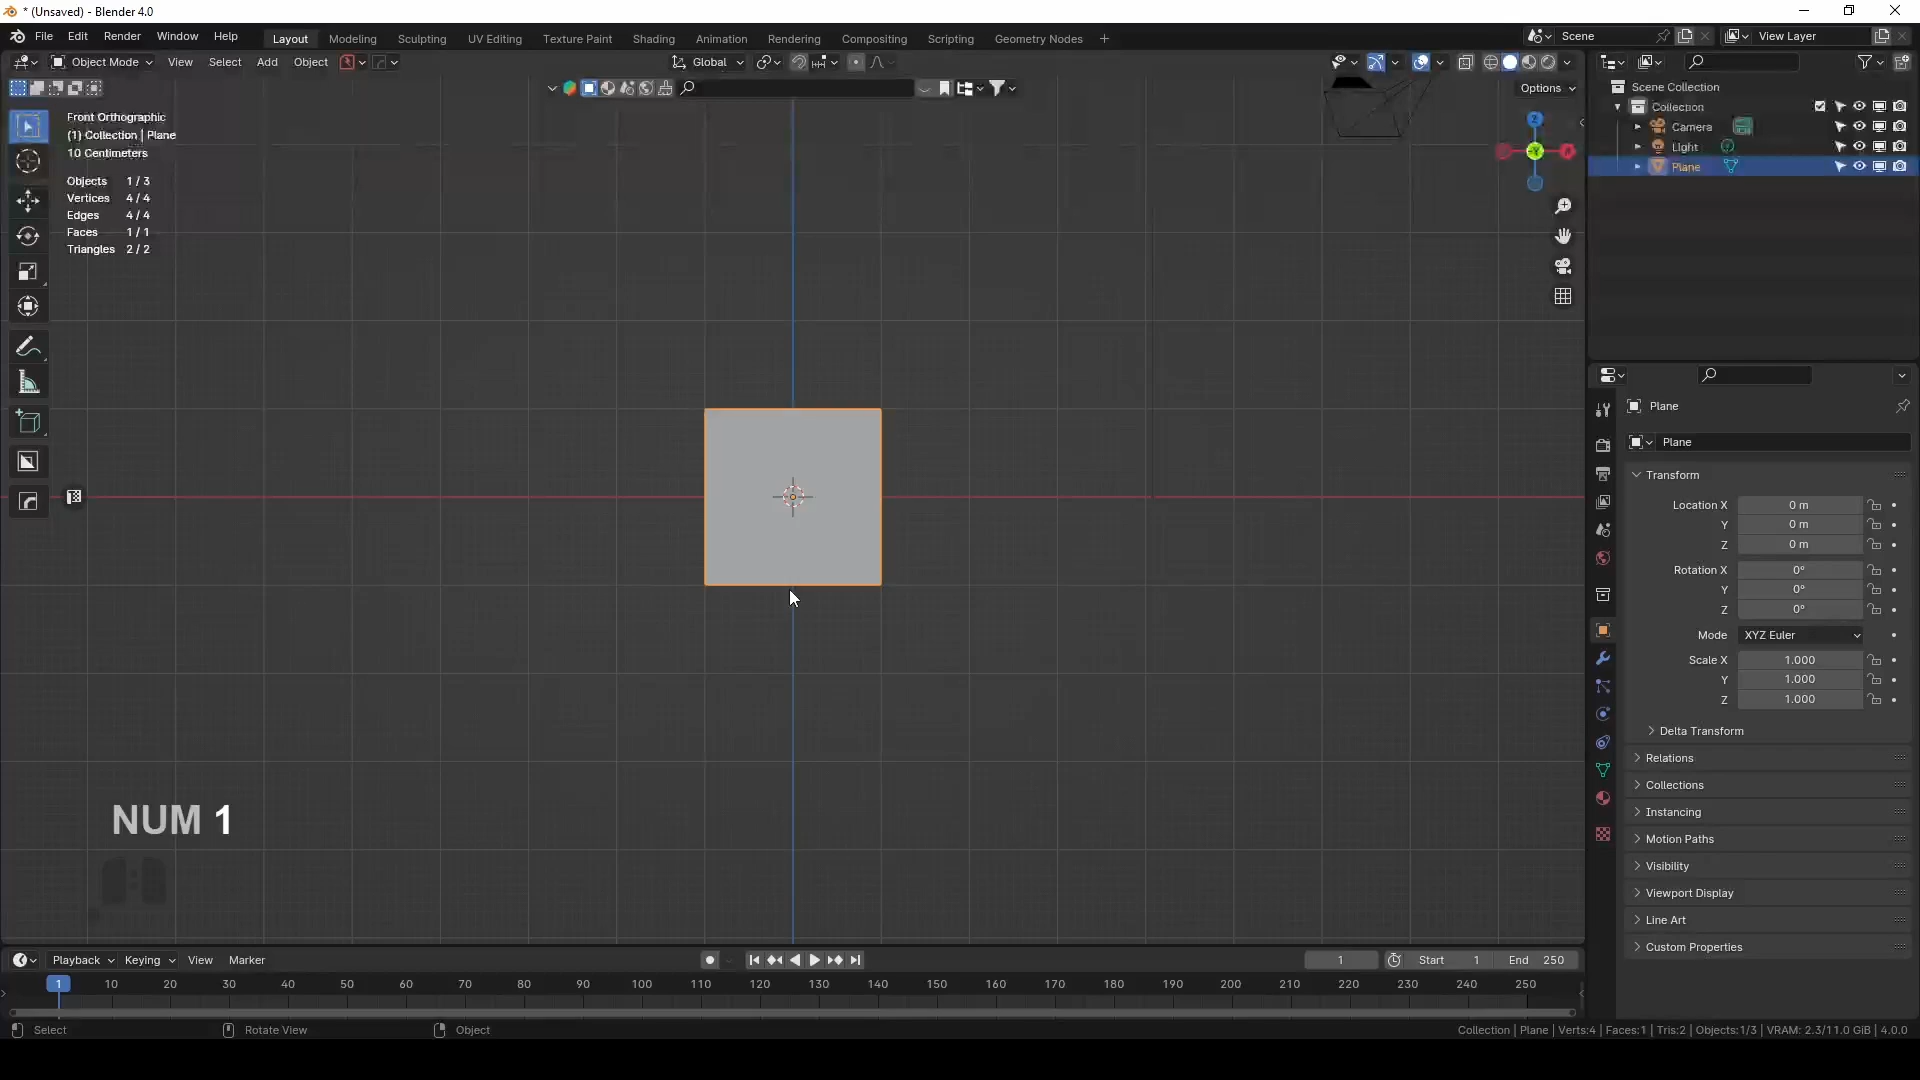 * (Unsaved) - Blender 4.0
File Edit Render Window Help Layout Modeling Sculpting UV Editing Texture Paint Shading Animation Rendering Compositing Scripting Geometry Nodes + Scene View Layer
Object Mode View Select Add Object Global
Options
Front Orthographic
(1) Collection | Plane
10 Centimeters
Objects 1 / 3
Vertices 4 / 4
Edges 4 / 4
Faces 1 / 1
Triangles 2 / 2
Z
Y
Scene Collection
Collection
Camera
Light
Plane
NUM 1
Plane
Plane
Transform
Location X 0 m
Y 0 m
Z 0 m
Rotation X 0°
Y 0°
Z 0°
Mode XYZ Euler
Scale X 1.000
Y 1.000
Z 1.000
Delta Transform
Relations
Collections
Instancing
Motion Paths
Visibility
Viewport Display
Line Art
Custom Properties
Playback Keying View Marker 1 Start 1 End 250
1 10 20 30 40 50 60 70 80 90 100 110 120 130 140 150 160 170 180 190 200 210 220 230 240 250
Select Rotate View Object Collection | Plane | Verts:4 | Faces:1 | Tris:2 | Objects:1/3 | VRAM: 2.3/11.0 GiB | 4.0.0